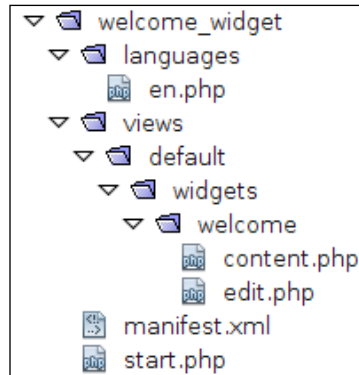 welcome_widget
languages
en.php
views
default
widgets
welcome
content.php
edit.php
manifest.xml
start.php